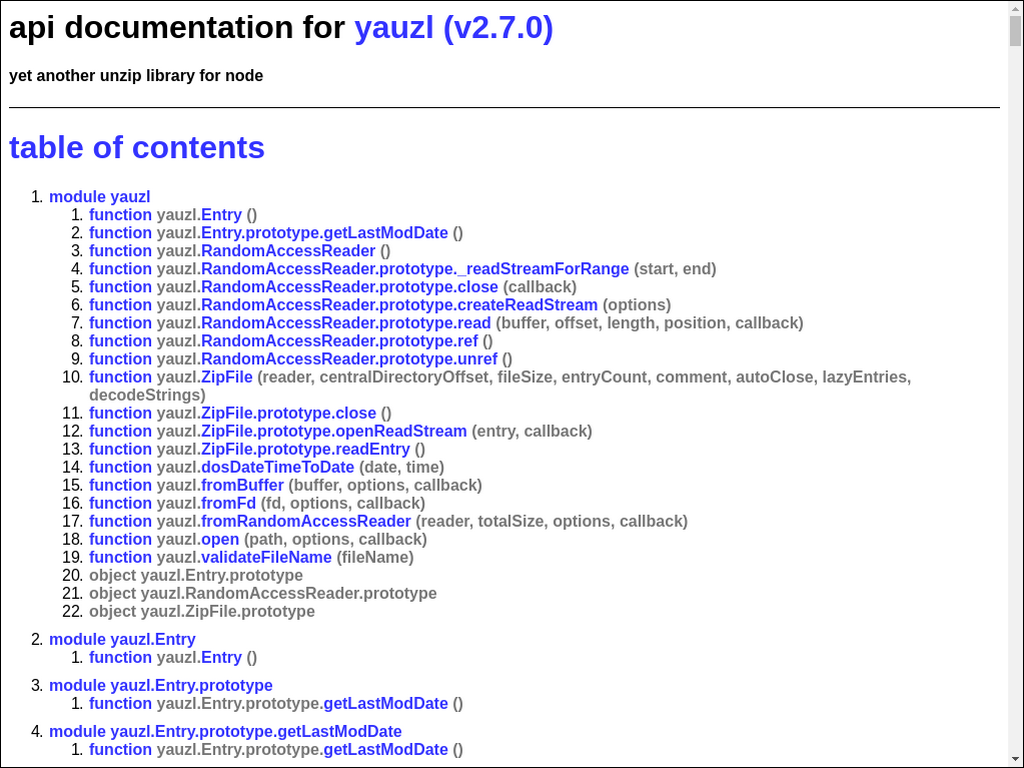 api documentation for yauzl (v2.7.0)
yet another unzip library for node
table of contents
1. module yauzl
1. function yauzl.Entry ()
2. function yauzl.Entry.prototype.getLastModDate ()
3. function yauzl.RandomAccessReader ()
4. function yauzl.RandomAccessReader.prototype._readStreamForRange (start, end)
5. function yauzl.RandomAccessReader.prototype.close (callback)
6. function yauzl.RandomAccessReader.prototype.createReadStream (options)
7. function yauzl.RandomAccessReader.prototype.read (buffer, offset, length, position, callback)
8. function yauzl.RandomAccessReader.prototype.ref ()
9. function yauzl.RandomAccessReader.prototype.unref ()
10. function yauzl.ZipFile (reader, centralDirectoryOffset, fileSize, entryCount, comment, autoClose, lazyEntries,
decodeStrings)
11. function yauzl.ZipFile.prototype.close ()
12. function yauzl.ZipFile.prototype.openReadStream (entry, callback)
13. function yauzl.ZipFile.prototype.readEntry ()
14. function yauzl.dosDateTimeToDate (date, time)
15. function yauzl.fromBuffer (buffer, options, callback)
16. function yauzl.fromFd (fd, options, callback)
17. function yauzl.fromRandomAccessReader (reader, totalSize, options, callback)
18. function yauzl.open (path, options, callback)
19. function yauzl.validateFileName (fileName)
20. object yauzl.Entry.prototype
21. object yauzl.RandomAccessReader.prototype
22. object yauzl.ZipFile.prototype
2. module yauzl.Entry
1. function yauzl.Entry ()
3. module yauzl.Entry.prototype
1. function yauzl.Entry.prototype.getLastModDate ()
4. module yauzl.Entry.prototype.getLastModDate
1. function yauzl.Entry.prototype.getLastModDate ()